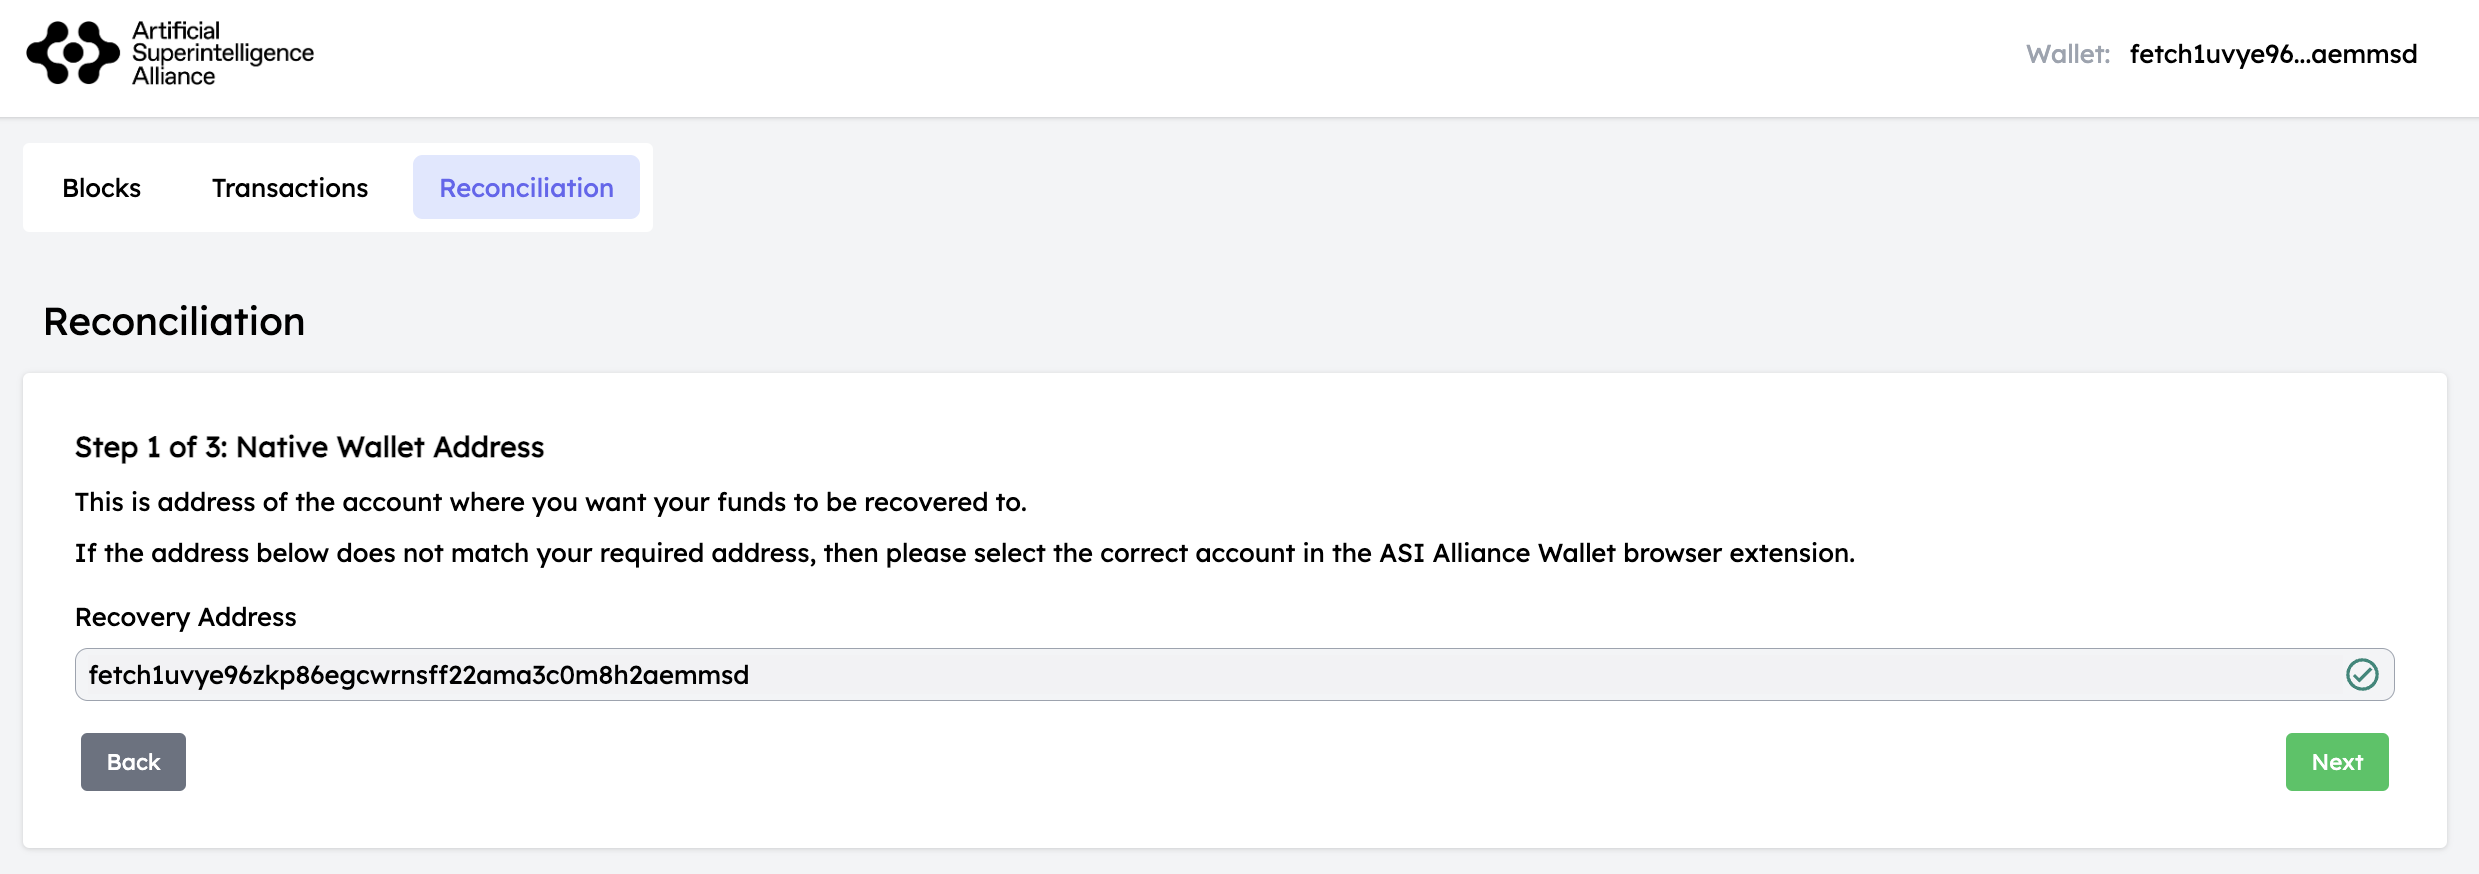 Artificial
Superintelligence
Alliance
Wallet: fetch1uvye96...aemmsd
Blocks
Transactions
Reconciliation
Reconciliation
Step 1 of 3: Native Wallet Address
This is address of the account where you want your funds to be recovered to.
If the address below does not match your required address, then please select the correct account in the ASI Alliance Wallet browser extension.
Recovery Address
fetch1uvye96zkp86egcwrnsff22ama3c0m8h2aemmsd
Back
Next